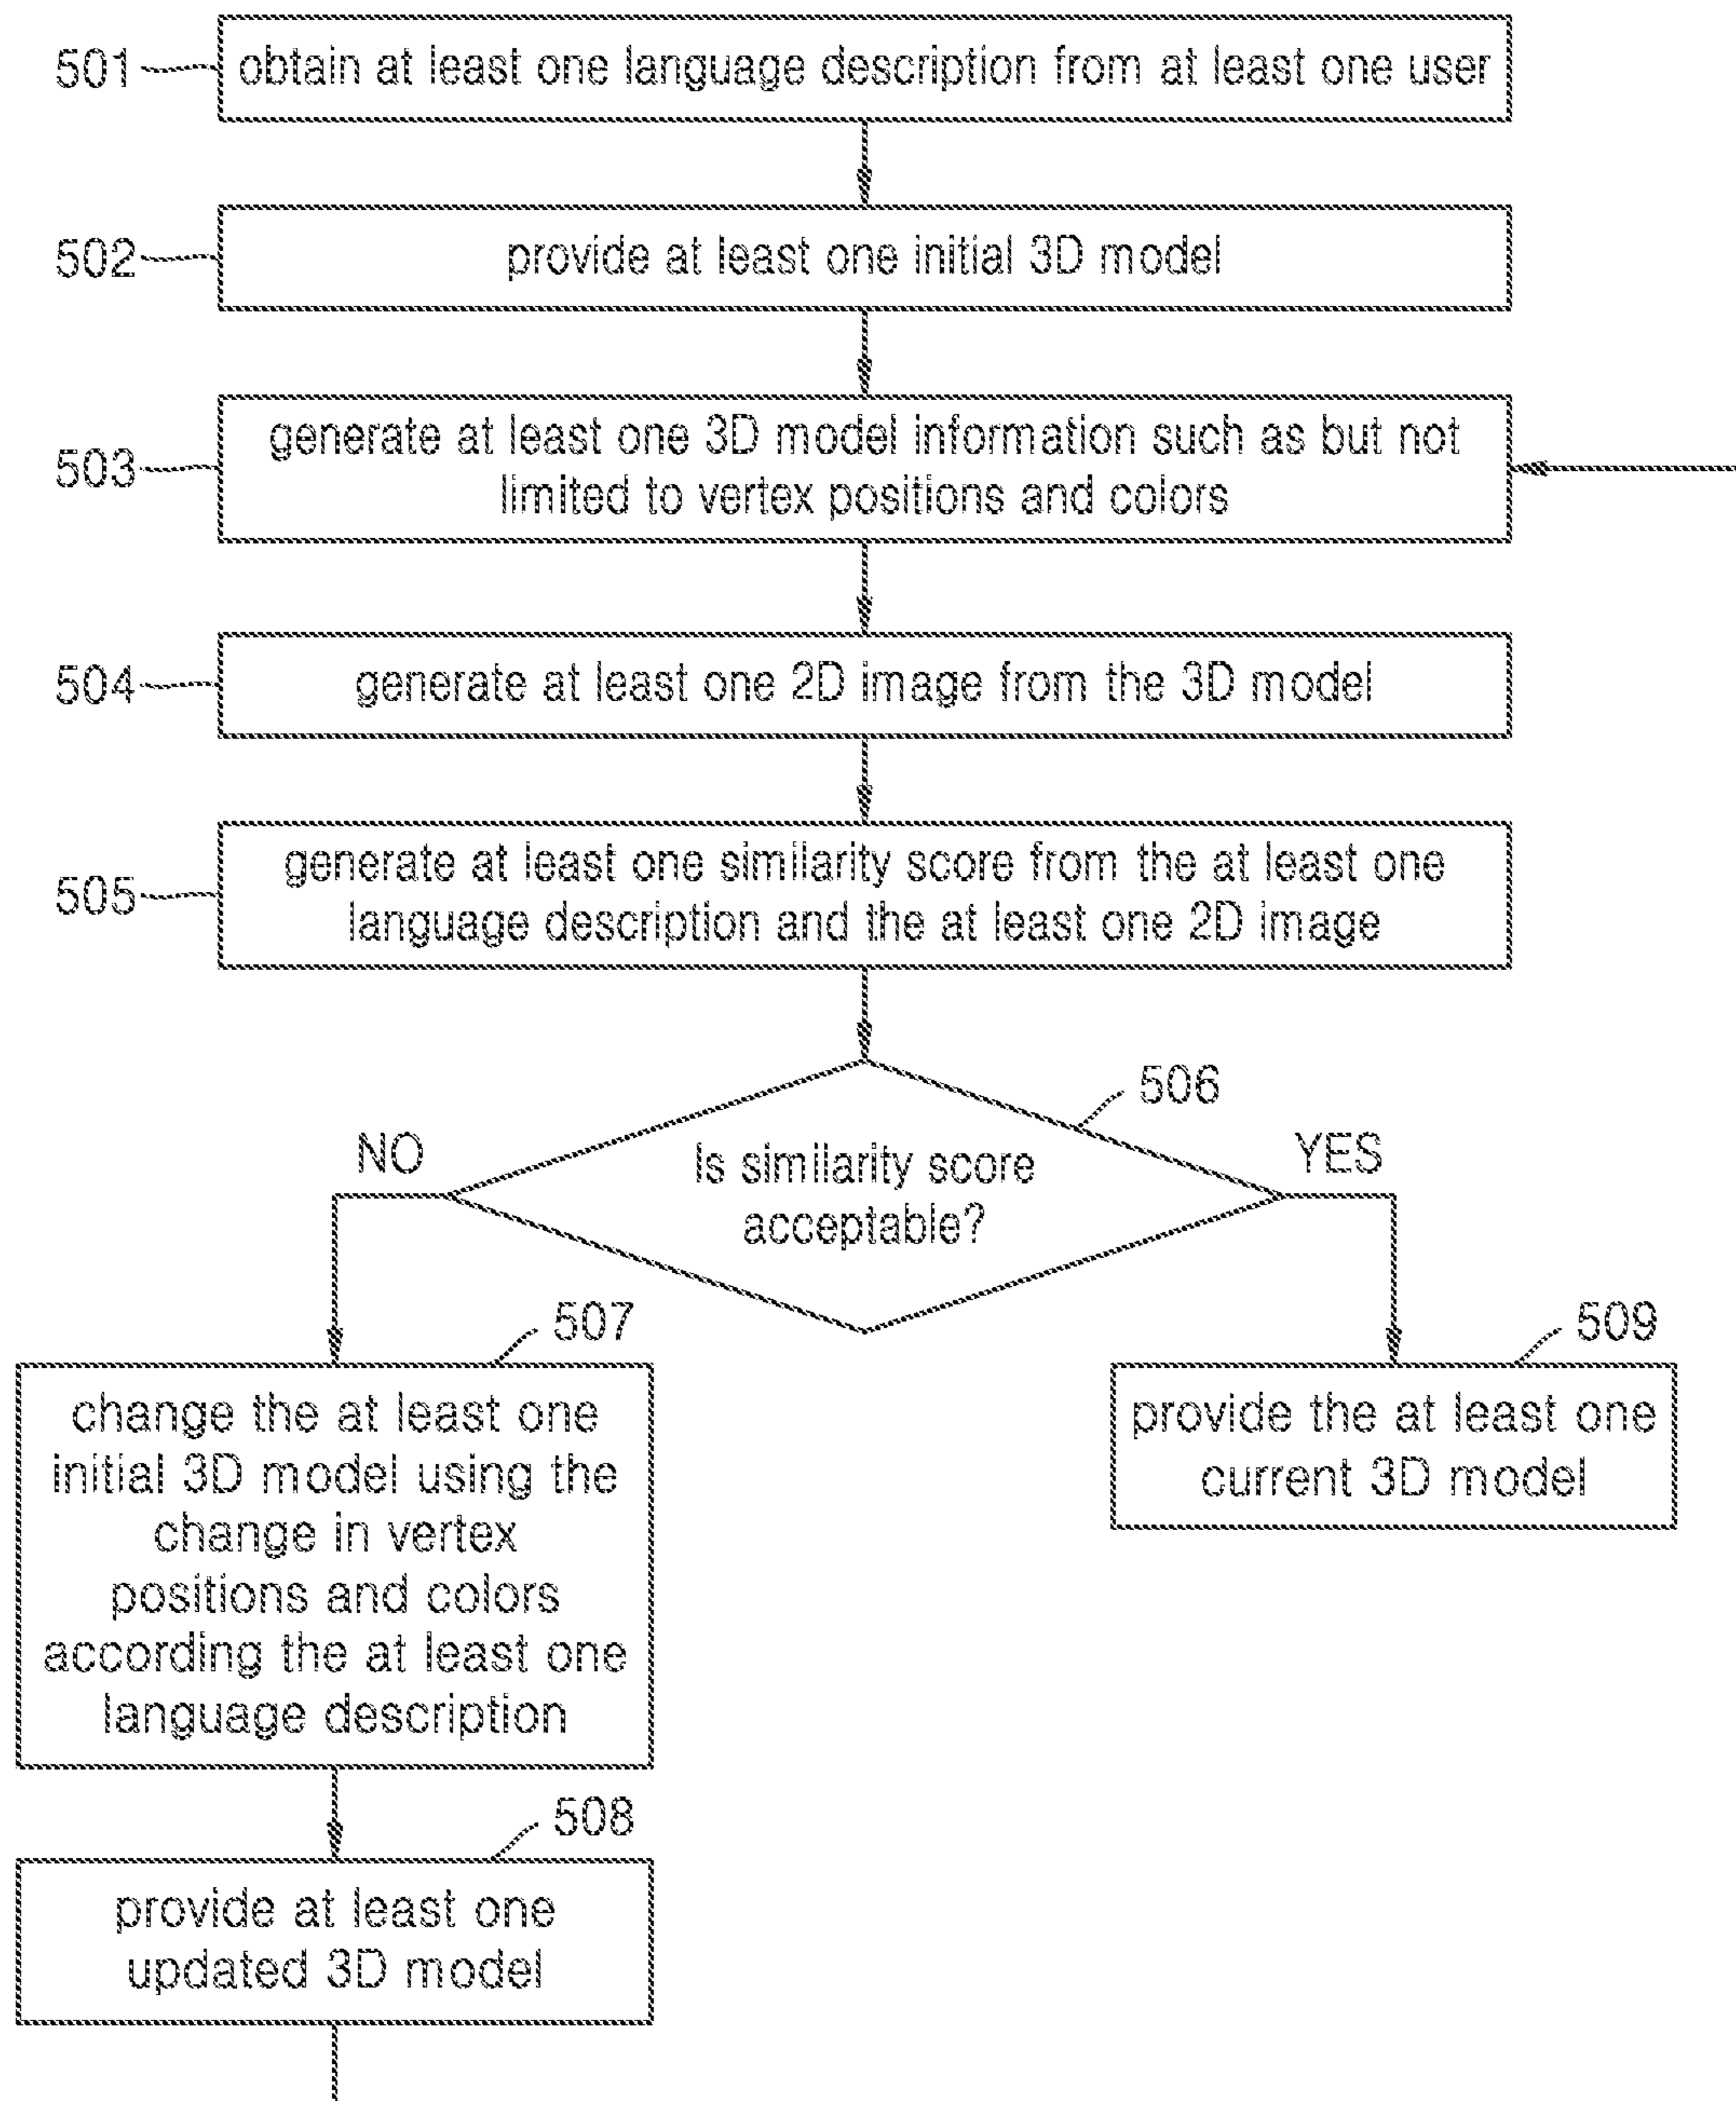 501
obtain at least one language description from at least one user
502
provide at least one initial 3D model
503
generate at least one 3D model information such as but not
limited to vertex positions and colors
504
generate at least one 2D image from the 3D model
505
generate at least one similarity score from the at least one
language description and the at least one 2D image
506
Is similarity score
acceptable?
NO
YES
507
change the at least one
initial 3D model using the
change in vertex
positions and colors
according the at least one
language description
509
provide the at least one
current 3D model
508
provide at least one
updated 3D model